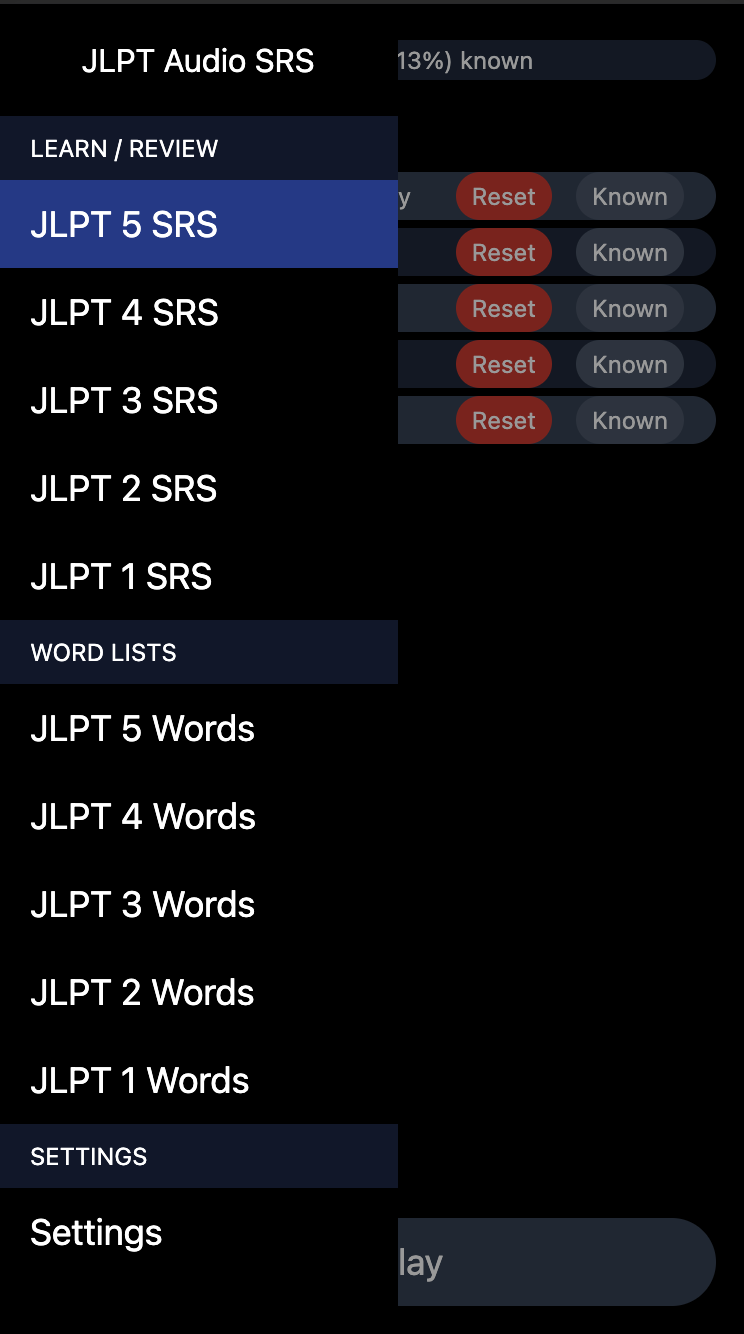 JLPT Audio SRS
13%) known
LEARN / REVIEW
JLPT 5 SRS
y Reset Known
Reset Known
JLPT 4 SRS
Reset Known
Reset Known
JLPT 3 SRS
Reset Known
JLPT 2 SRS
JLPT 1 SRS
WORD LISTS
JLPT 5 Words
JLPT 4 Words
JLPT 3 Words
JLPT 2 Words
JLPT 1 Words
SETTINGS
Settings
lay